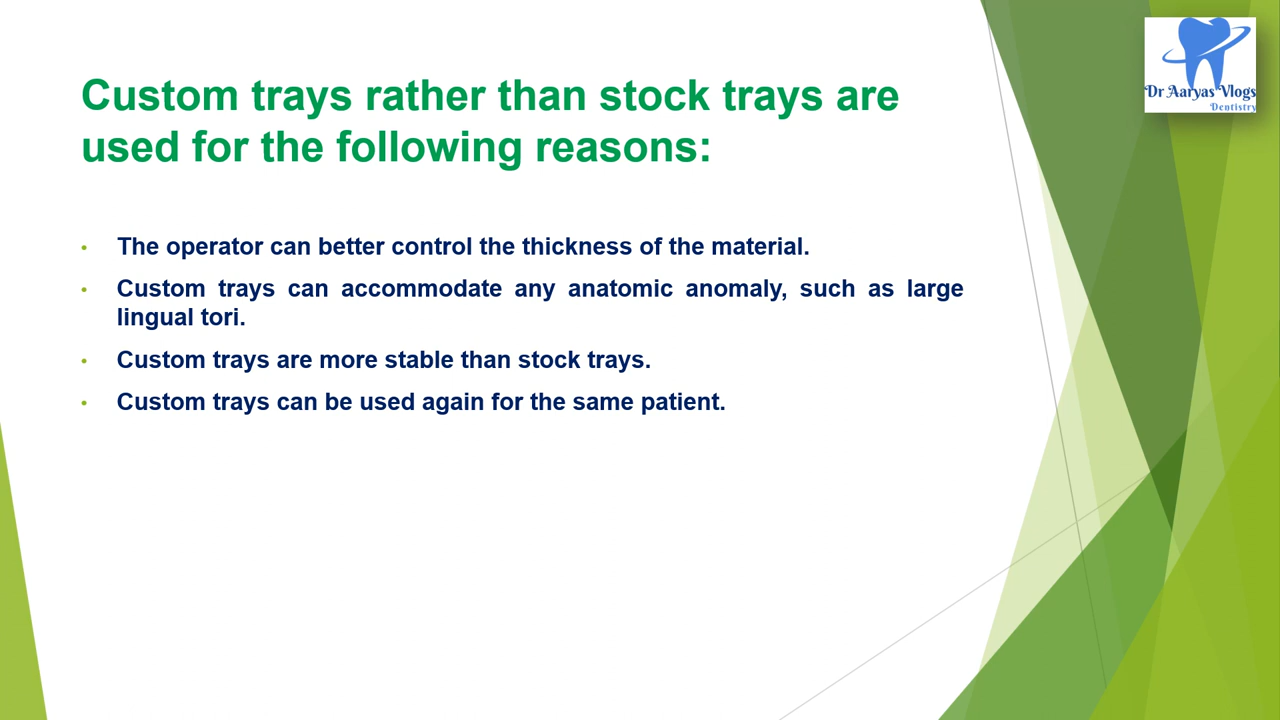 Dr Aaryas Vlogs
Dentistry
Custom trays rather than stock trays are
used for the following reasons:
• The operator can better control the thickness of the material.
• Custom trays can accommodate any anatomic anomaly, such as large
lingual tori.
• Custom trays are more stable than stock trays.
• Custom trays can be used again for the same patient.